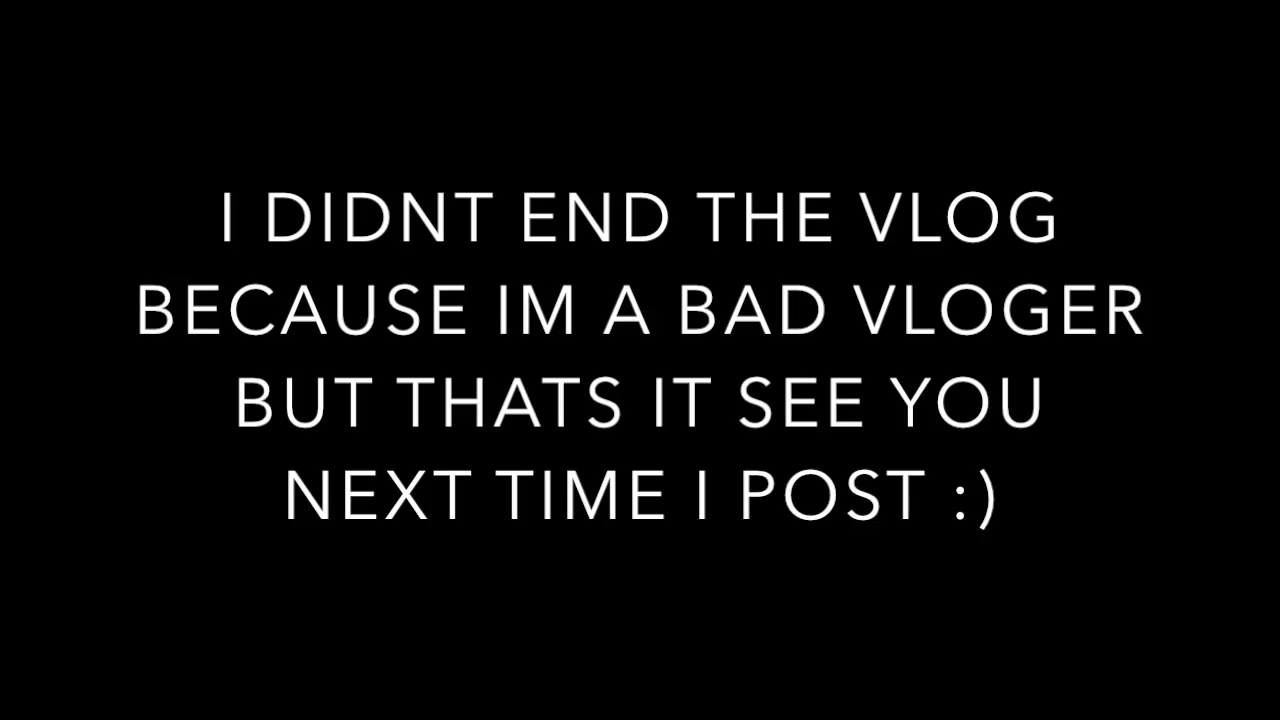 I DIDNT END THE VLOG
BECAUSE IM A BAD VLOGER
BUT THATS IT SEE YOU
NEXT TIME I POST :)